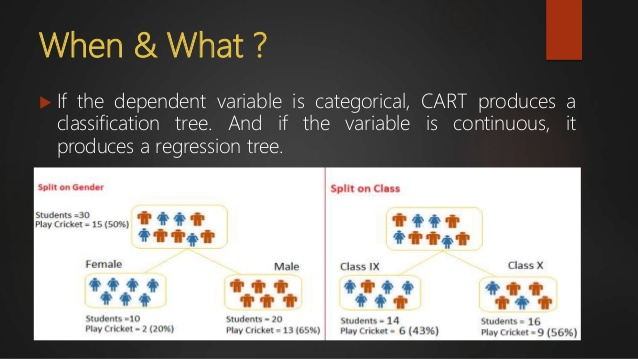 When & What ?
If the dependent variable is categorical, CART produces a
classification tree. And if the variable is continuous, it
produces a regression tree.
Split on Gender
Students =30
Play Cricket = 15 (50%)
Female
Male
Students =10
Play Cricket = 2 (20%)
Students = 20
Play Cricket = 13 (65%)
Split on Class
Class IX
Class X
Students = 14
Play Cricket = 6 (43%)
Students = 16
Play Cricket = 9 (56%)